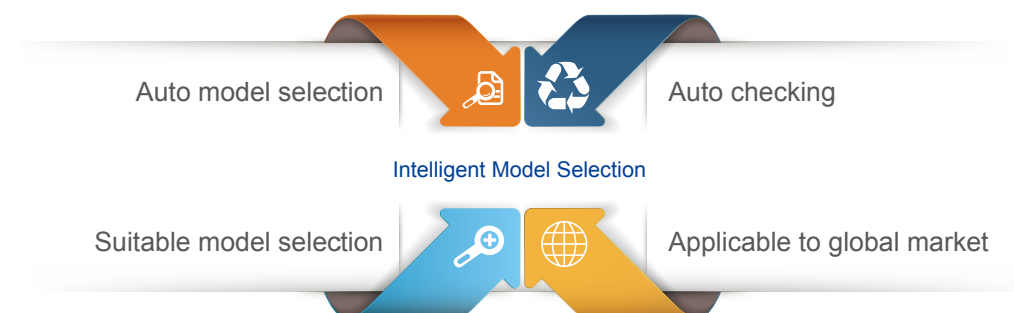 Auto model selection
Auto checking
Intelligent Model Selection
Suitable model selection
Applicable to global market